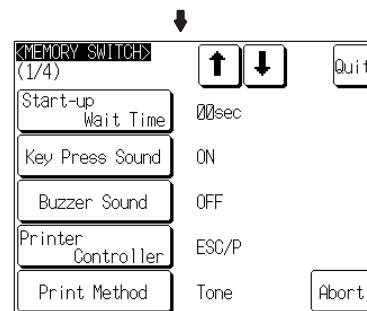 <MEMORY SWITCH>
(1/4)
Quit
Start-up
Wait Time
00sec
Key Press Sound
ON
Buzzer Sound
OFF
Printer
Controller
ESC/P
Print Method
Tone
Abort